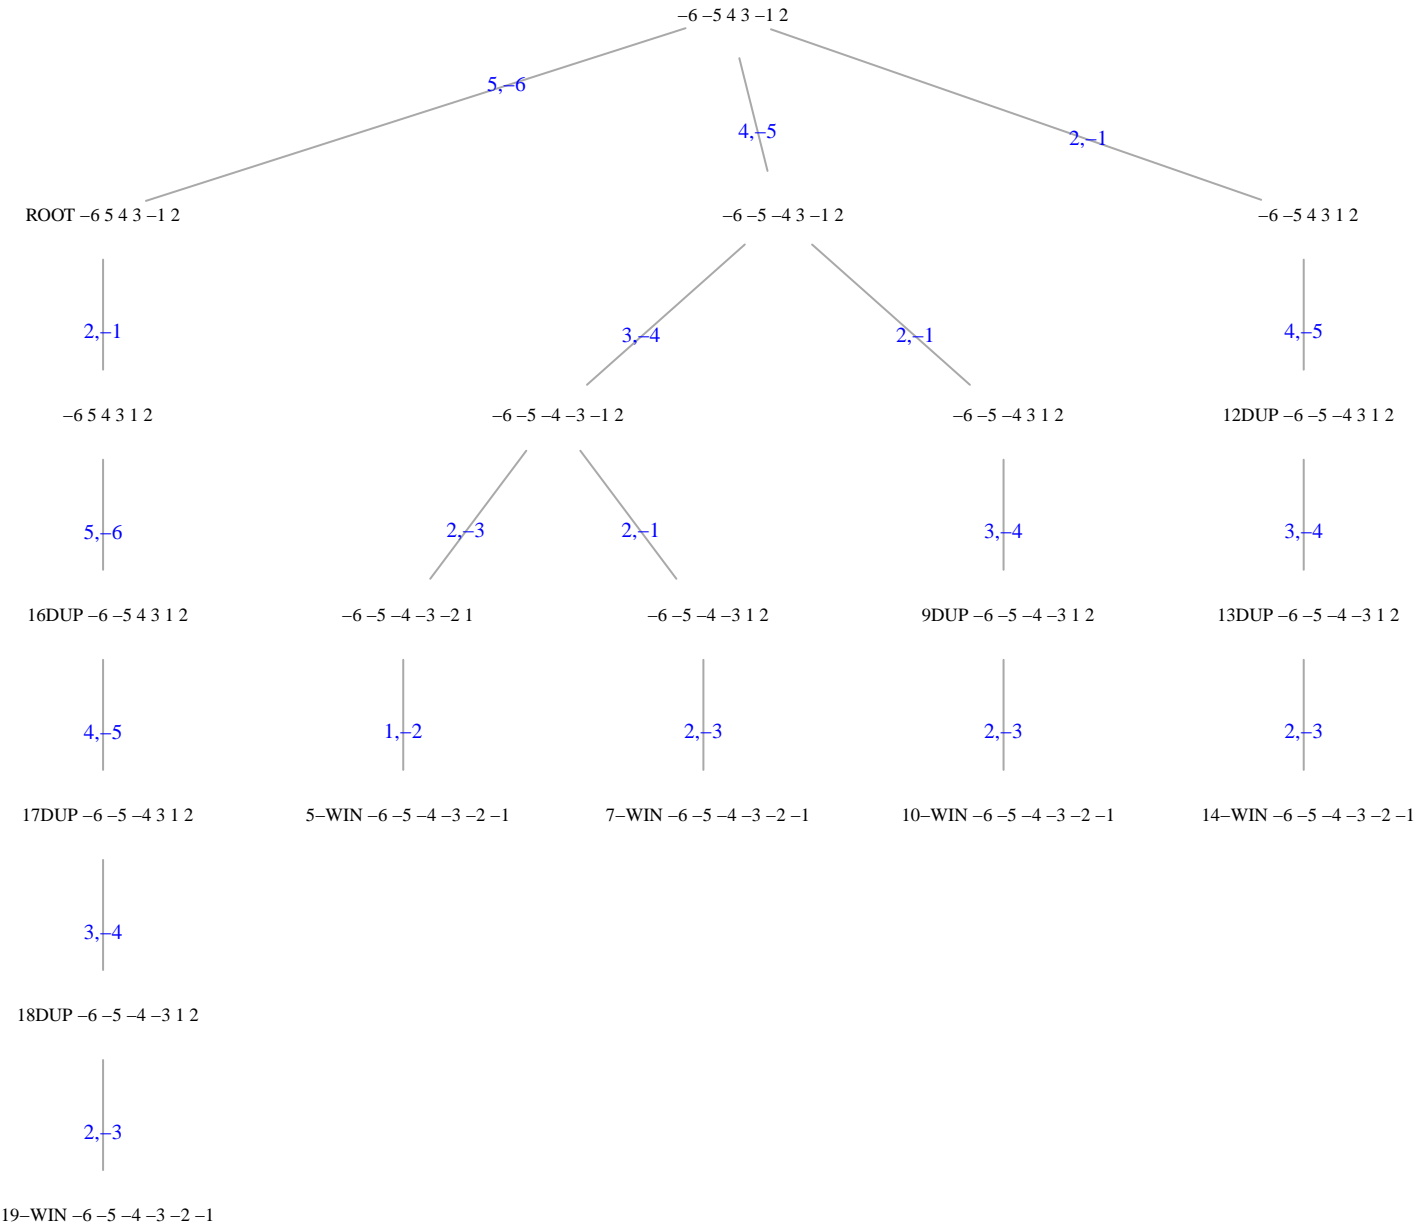 –6 –5 4 3 –1 2
5,–6
4,–5
2,–1
ROOT –6 5 4 3 –1 2
–6 –5 –4 3 –1 2
–6 –5 4 3 1 2
2,–1
3,–4
2,–1
4,–5
–6 5 4 3 1 2
–6 –5 –4 –3 –1 2
–6 –5 –4 3 1 2
12DUP –6 –5 –4 3 1 2
5,–6
2,–3
2,–1
3,–4
3,–4
16DUP –6 –5 4 3 1 2
–6 –5 –4 –3 –2 1
–6 –5 –4 –3 1 2
9DUP –6 –5 –4 –3 1 2
13DUP –6 –5 –4 –3 1 2
4,–5
1,–2
2,–3
2,–3
2,–3
17DUP –6 –5 –4 3 1 2
5–WIN –6 –5 –4 –3 –2 –1
7–WIN –6 –5 –4 –3 –2 –1
10–WIN –6 –5 –4 –3 –2 –1
14–WIN –6 –5 –4 –3 –2 –1
3,–4
18DUP –6 –5 –4 –3 1 2
2,–3
19–WIN –6 –5 –4 –3 –2 –1